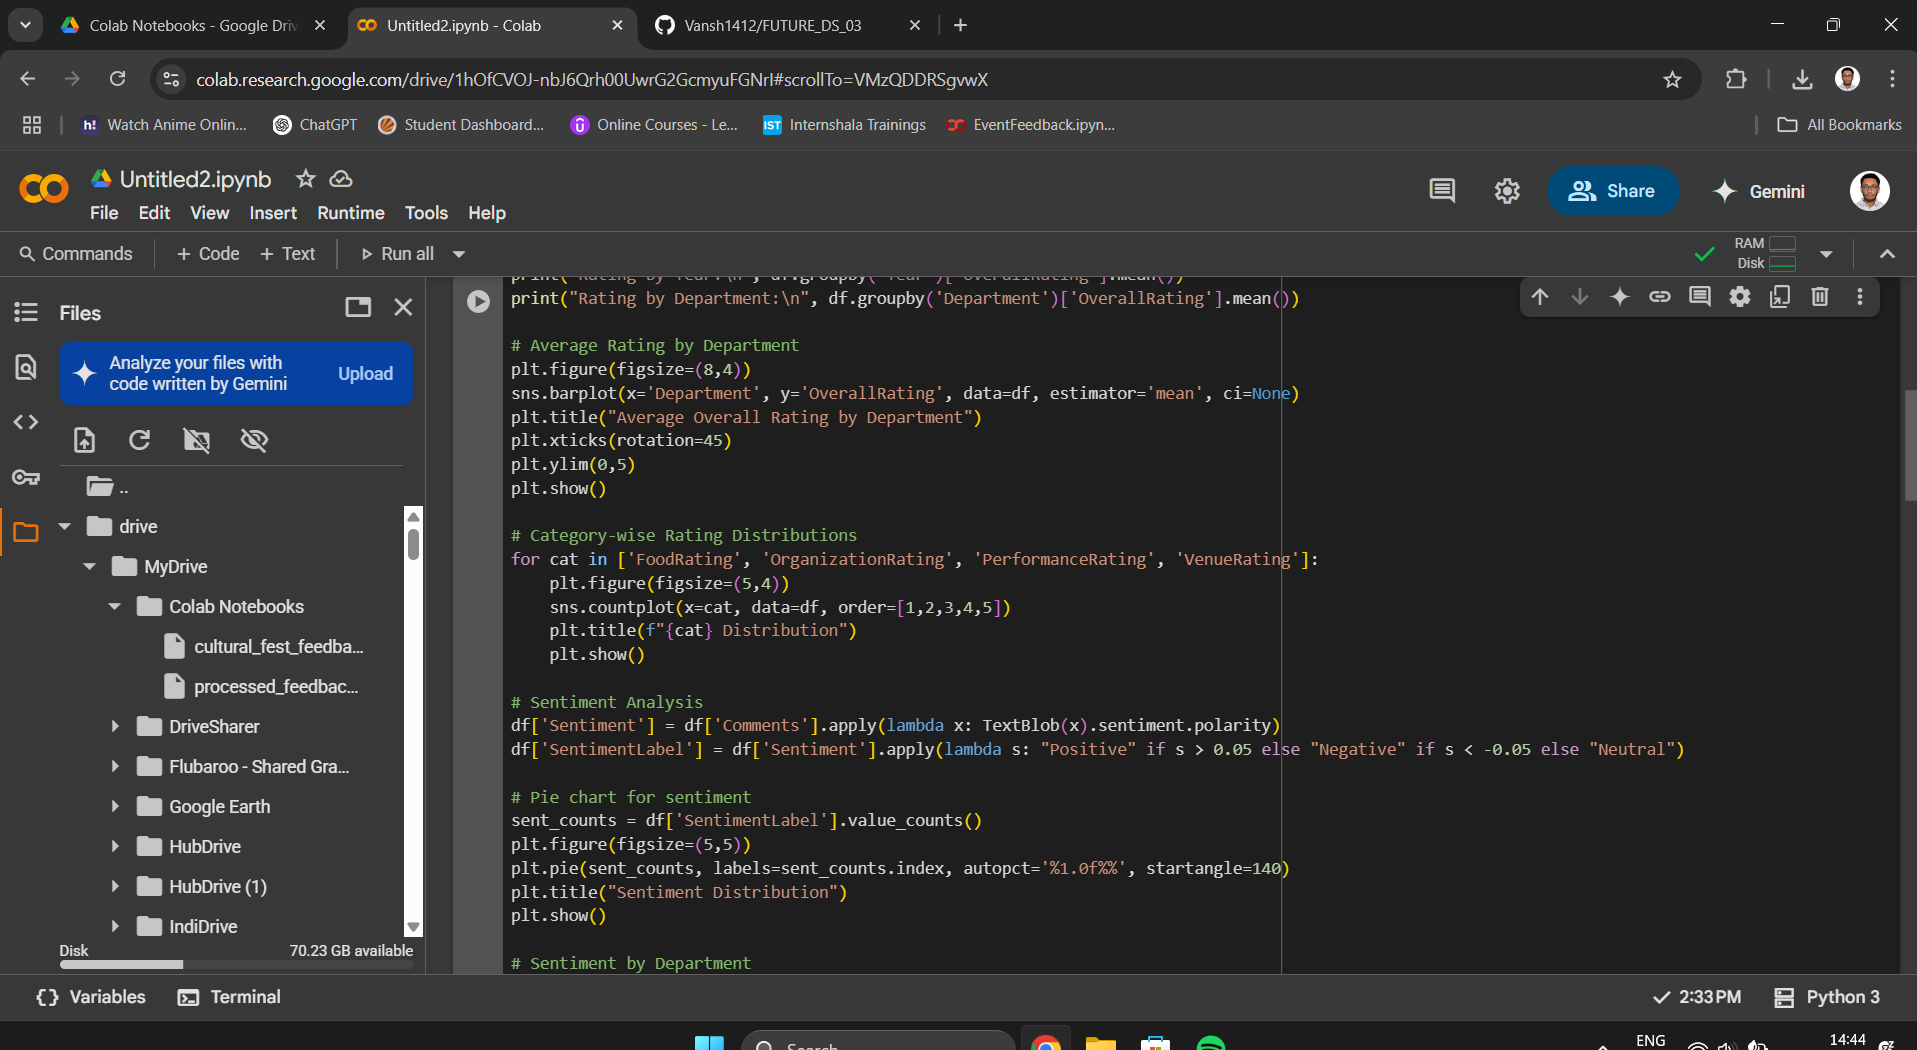 Colab Notebooks - Google Driv
Untitled2.ipynb - Colab
Vansh1412/FUTURE_DS_03
colab.research.google.com/drive/1hOfCVOJ-nbJ6Qrh00UwrG2GcmyuFGNrI#scrollTo=VMzQDDRSgvwX
h! Watch Anime Onlin...
ChatGPT
Student Dashboard...
Online Courses - Le...
IST Internshala Trainings
EventFeedback.ipyn...
All Bookmarks
Untitled2.ipynb
File Edit View Insert Runtime Tools Help
Share
Gemini
Commands + Code + Text Run all
RAM
Disk
Files
Analyze your files with
code written by Gemini
Upload
..
drive
MyDrive
Colab Notebooks
cultural_fest_feedba...
processed_feedbac...
DriveSharer
Flubaroo - Shared Gra...
Google Earth
HubDrive
HubDrive (1)
IndiDrive
Disk 70.23 GB available
print("Rating by Year:\n", df.groupby('Year')['OverallRating'].mean())
print("Rating by Department:\n", df.groupby('Department')['OverallRating'].mean())
# Average Rating by Department
plt.figure(figsize=(8,4))
sns.barplot(x='Department', y='OverallRating', data=df, estimator='mean', ci=None)
plt.title("Average Overall Rating by Department")
plt.xticks(rotation=45)
plt.ylim(0,5)
plt.show()
# Category-wise Rating Distributions
for cat in ['FoodRating', 'OrganizationRating', 'PerformanceRating', 'VenueRating']:
    plt.figure(figsize=(5,4))
    sns.countplot(x=cat, data=df, order=[1,2,3,4,5])
    plt.title(f"{cat} Distribution")
    plt.show()
# Sentiment Analysis
df['Sentiment'] = df['Comments'].apply(lambda x: TextBlob(x).sentiment.polarity)
df['SentimentLabel'] = df['Sentiment'].apply(lambda s: "Positive" if s > 0.05 else "Negative" if s < -0.05 else "Neutral")
# Pie chart for sentiment
sent_counts = df['SentimentLabel'].value_counts()
plt.figure(figsize=(5,5))
plt.pie(sent_counts, labels=sent_counts.index, autopct='%1.0f%%', startangle=140)
plt.title("Sentiment Distribution")
plt.show()
# Sentiment by Department
Variables
Terminal
2:33 PM
Python 3
Search
ENG
14:44